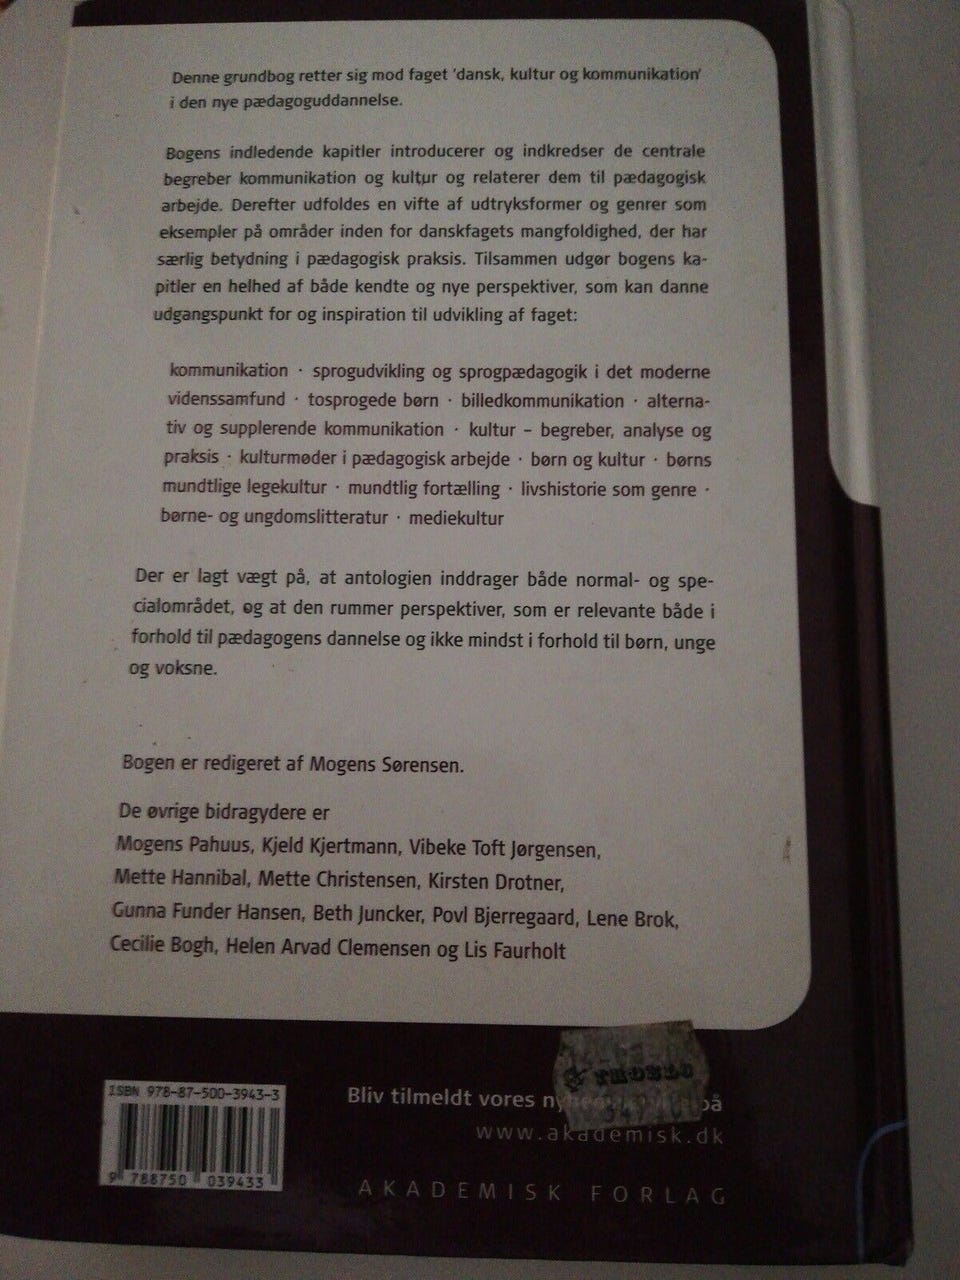 Denne grundbog retter sig mod faget 'dansk, kultur og kommunikation'
i den nye pædagoguddannelse.
Bogens indledende kapitler introducerer og indkredser de centrale
begreber kommunikation og kultur og relaterer dem til pædagogisk
arbejde. Derefter udfoldes en vifte af udtryksformer og genrer som
eksempler på områder inden for danskfagets mangfoldighed, der har
særlig betydning i pædagogisk praksis. Tilsammen udgør bogens ka-
pitler en helhed af både kendte og nye perspektiver, som kan danne
udgangspunkt for og inspiration til udvikling af faget:
kommunikation · sprogudvikling og sprogpædagogik i det moderne
videnssamfund · tosprogede børn · billedkommunikation · alterna-
tiv og supplerende kommunikation · kultur – begreber, analyse og
praksis · kulturmøder i pædagogisk arbejde · børn og kultur · børns
mundtlige legekultur · mundtlig fortælling · livshistorie som genre ·
børne- og ungdomslitteratur · mediekultur
Der er lagt vægt på, at antologien inddrager både normal- og spe-
cialområdet, og at den rummer perspektiver, som er relevante både i
forhold til pædagogens dannelse og ikke mindst i forhold til børn, unge
og voksne.
Bogen er redigeret af Mogens Sørensen.
De øvrige bidragydere er
Mogens Pahuus, Kjeld Kjertmann, Vibeke Toft Jørgensen,
Mette Hannibal, Mette Christensen, Kirsten Drotner,
Gunna Funder Hansen, Beth Juncker, Povl Bjerregaard, Lene Brok,
Cecilie Bogh, Helen Arvad Clemensen og Lis Faurholt
ISBN 978-87-500-3943-3
9 788750 039433
Bliv tilmeldt vores på
www.akademisk.dk
AKADEMISK FORLAG